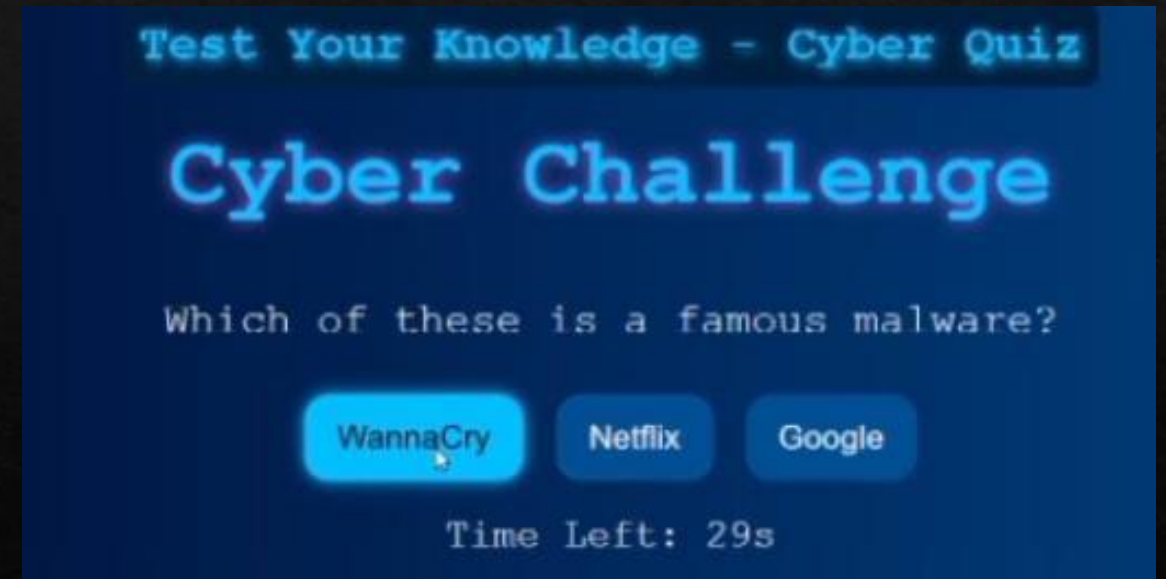 Test Your Knowledge - Cyber Quiz
Cyber Challenge
Which of these is a famous malware?
WannaCry Netflix Google
Time Left: 29s